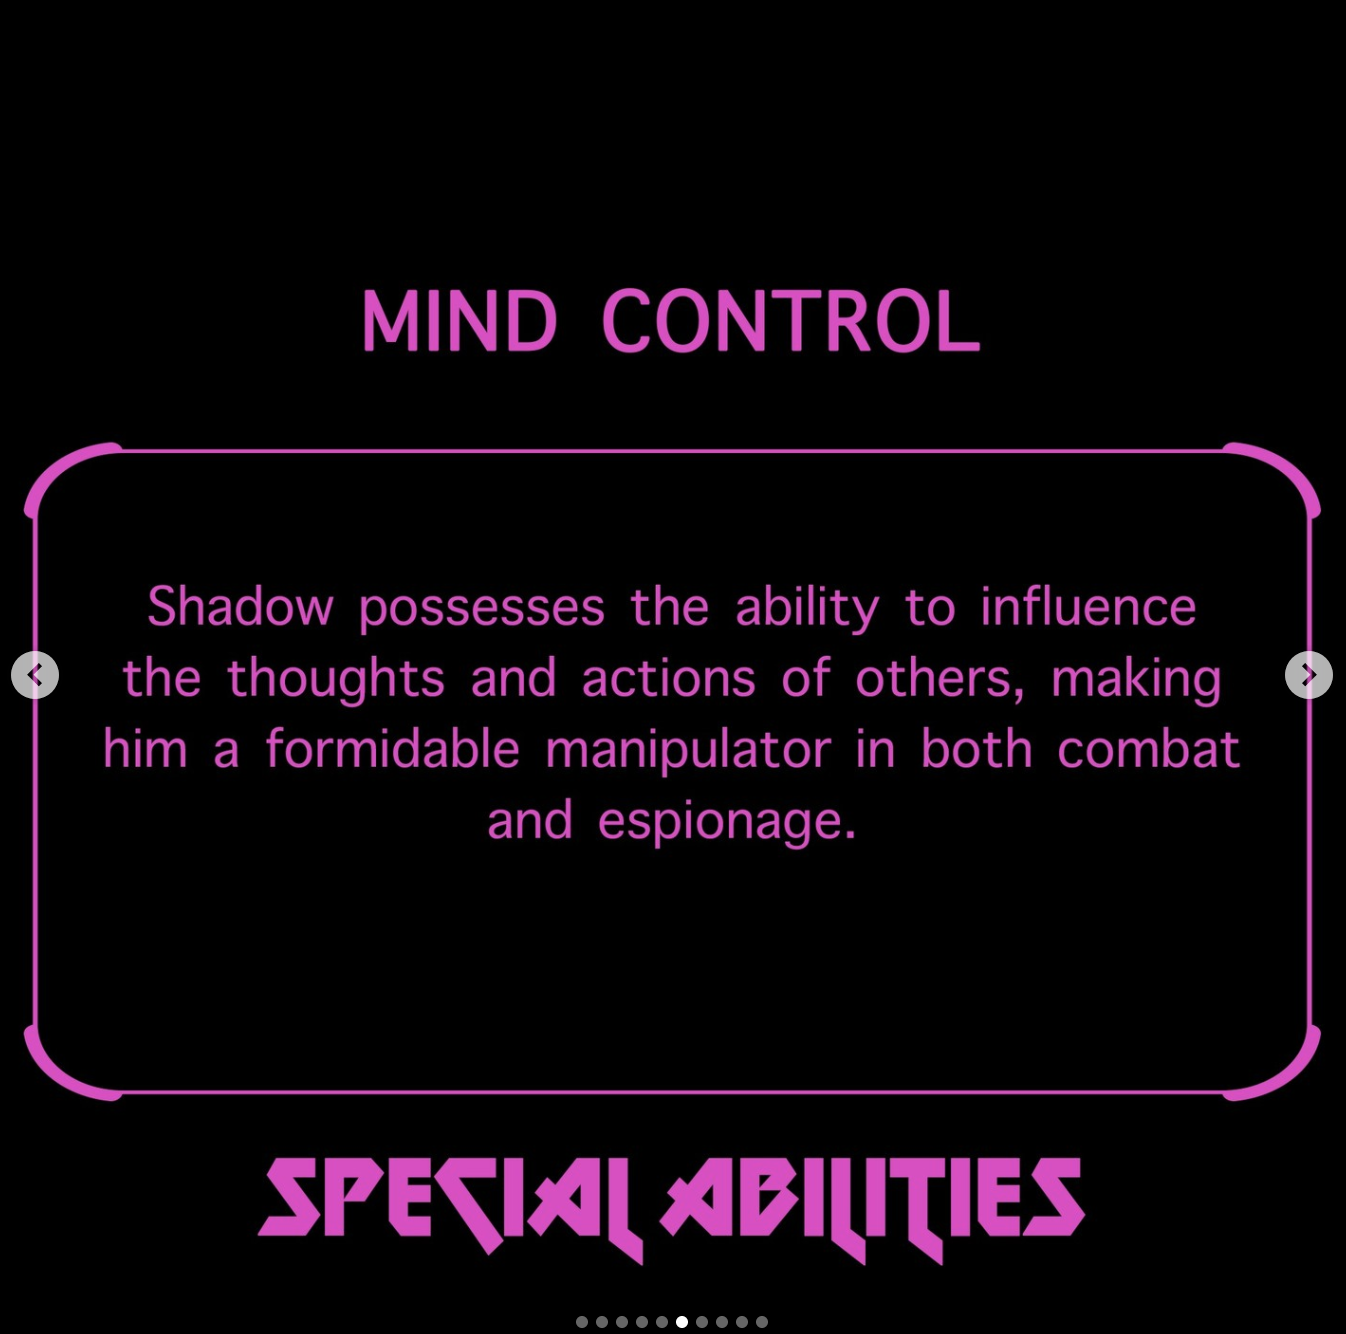 MIND CONTROL
Shadow possesses the ability to influence
the thoughts and actions of others, making
him a formidable manipulator in both combat
and espionage.
SPECIAL ABILITIES